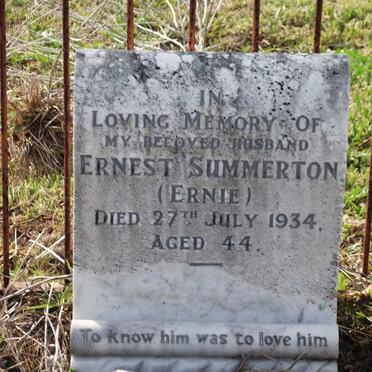 IN
LOVING MEMORY OF
MY BELOVED HUSBAND
ERNEST SUMMERTON
(ERNIE)
DIED 27TH JULY 1934,
AGED 44.
To know him was to love him